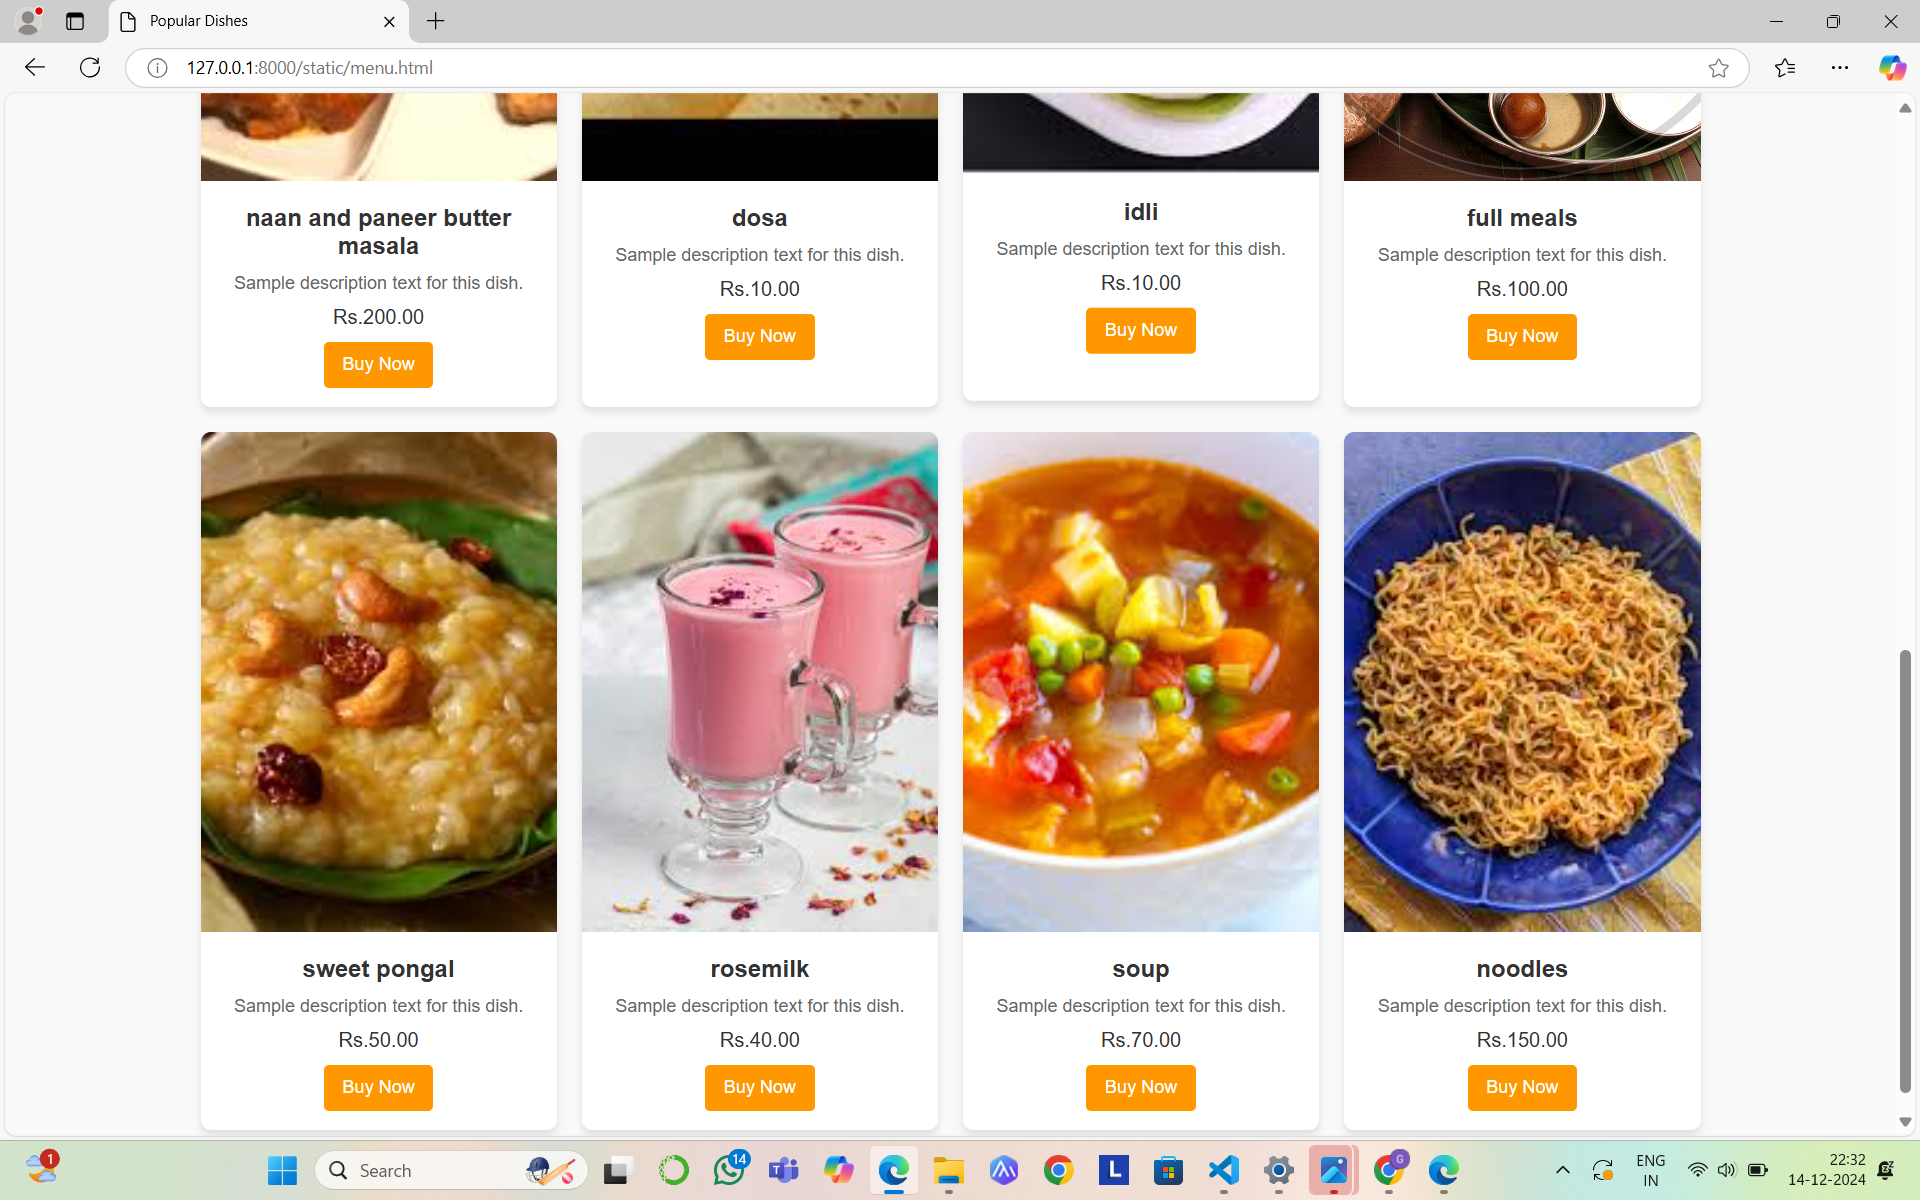 Popular Dishes
127.0.0.1:8000/static/menu.html
naan and paneer butter
masala
Sample description text for this dish.
Rs.200.00
Buy Now
dosa
Sample description text for this dish.
Rs.10.00
Buy Now
idli
Sample description text for this dish.
Rs.10.00
Buy Now
full meals
Sample description text for this dish.
Rs.100.00
Buy Now
sweet pongal
Sample description text for this dish.
Rs.50.00
Buy Now
rosemilk
Sample description text for this dish.
Rs.40.00
Buy Now
soup
Sample description text for this dish.
Rs.70.00
Buy Now
noodles
Sample description text for this dish.
Rs.150.00
Buy Now
1
Search
14
T
L
G
ENG
IN
22:32
14-12-2024